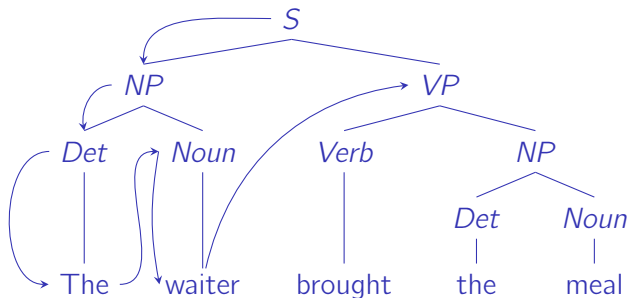 S
NP VP
Det Noun Verb NP
Det Noun
The waiter brought the meal